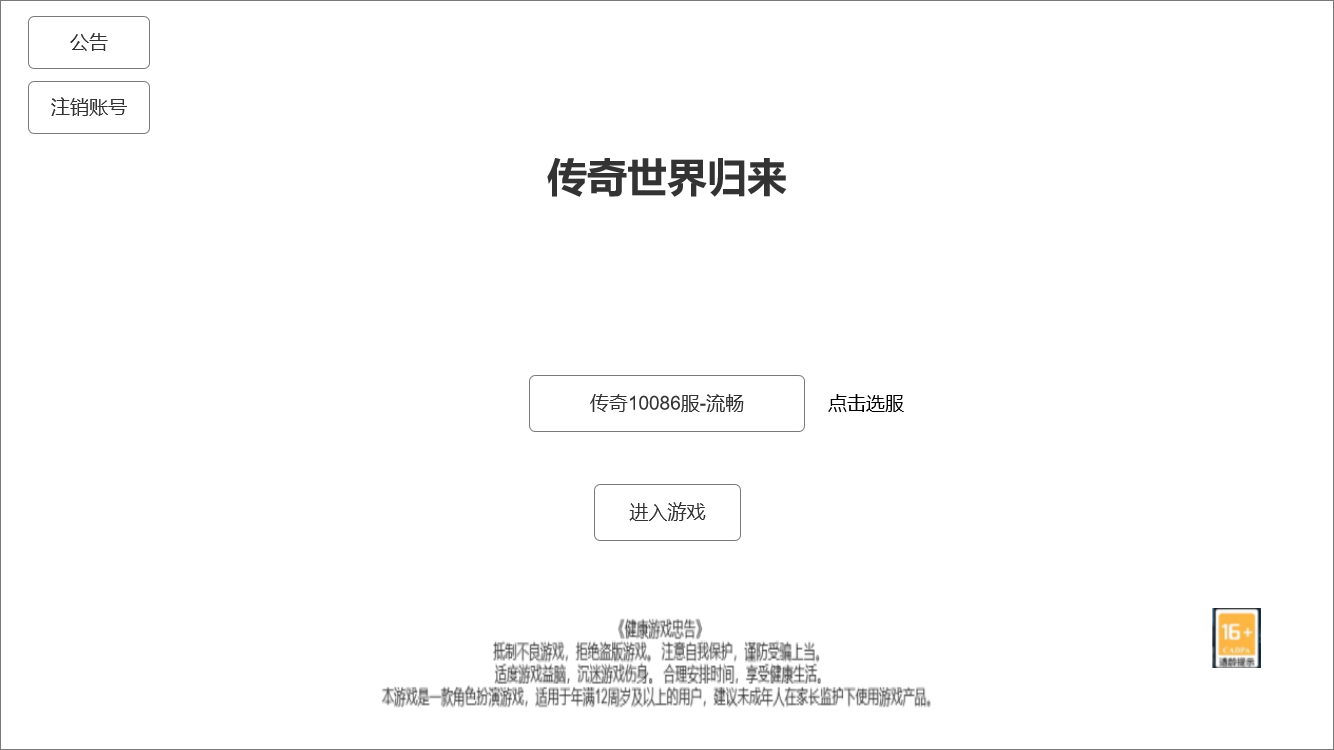 公告
注销账号
传奇世界归来
传奇10086服-流畅 点击选服
进入游戏
《健康游戏忠告》
抵制不良游戏，拒绝盗版游戏。注意自我保护，谨防受骗上当。
适度游戏益脑，沉迷游戏伤身。合理安排时间，享受健康生活。
本游戏是一款角色扮演游戏，适用于年满12周岁及以上的用户，建议未成年人在家长监护下使用游戏产品。
16+
CADPA
适龄提示